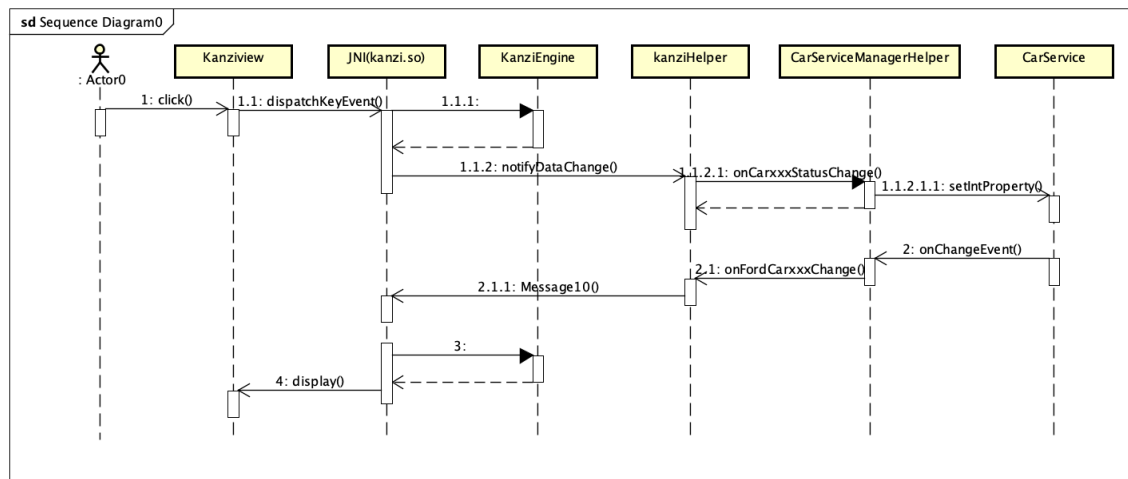 sd Sequence Diagram0
: Actor0
Kanziview
JNI(kanzi.so)
KanziEngine
kanziHelper
CarServiceManagerHelper
CarService
1: click()
1.1: dispatchKeyEvent()
1.1.1:
1.1.2: notifyDataChange()
1.1.2.1: onCarxxxStatusChange()
1.1.2.1.1: setIntProperty()
2: onChangeEvent()
2.1: onFordCarxxxChange()
2.1.1: Message10()
3:
4: display()